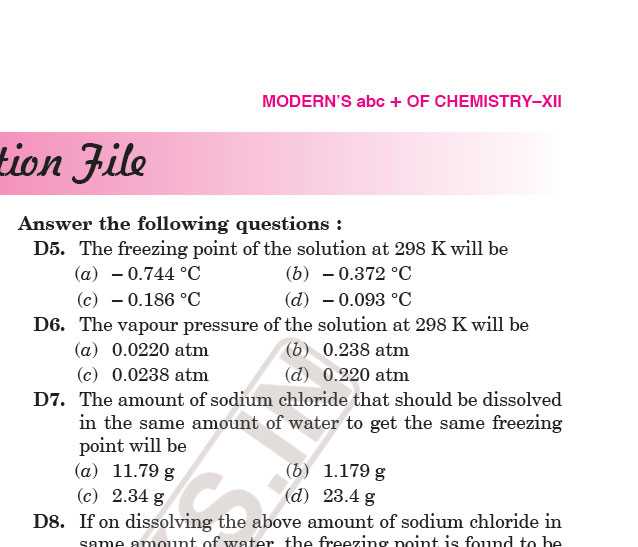 MODERN'S abc + OF CHEMISTRY–XII
tion File
Answer the following questions :
D5. The freezing point of the solution at 298 K will be
(a) – 0.744 °C (b) – 0.372 °C
(c) – 0.186 °C (d) – 0.093 °C
D6. The vapour pressure of the solution at 298 K will be
(a) 0.0220 atm (b) 0.238 atm
(c) 0.0238 atm (d) 0.220 atm
D7. The amount of sodium chloride that should be dissolved
in the same amount of water to get the same freezing
point will be
(a) 11.79 g (b) 1.179 g
(c) 2.34 g (d) 23.4 g
D8. If on dissolving the above amount of sodium chloride in
same amount of water, the freezing point is found to be
S.IN